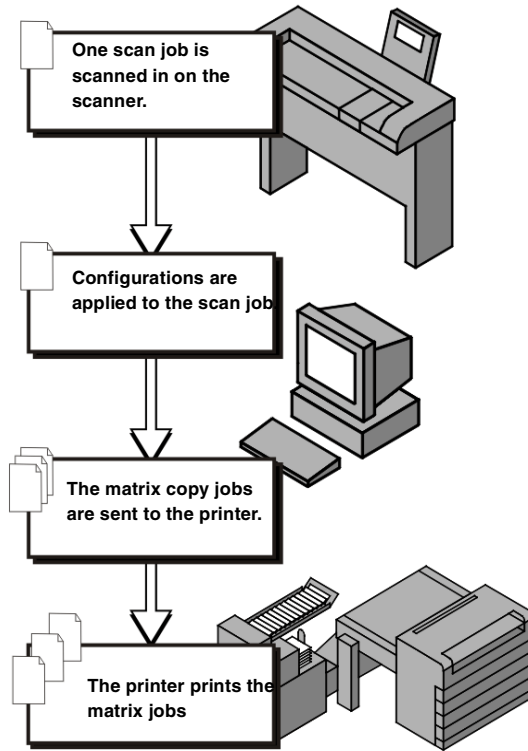 One scan job is
scanned in on the
scanner.
Configurations are
applied to the scan job
The matrix copy jobs
are sent to the printer.
The printer prints the
matrix jobs